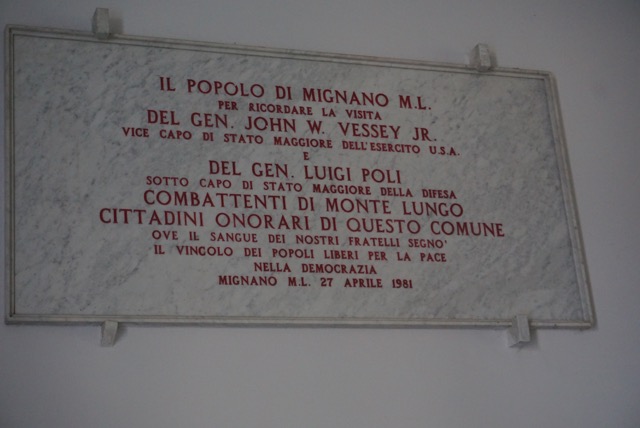 IL POPOLO DI MIGNANO M.L.
PER RICORDARE LA VISITA
DEL GEN. JOHN W. VESSEY JR.
VICE CAPO DI STATO MAGGIORE DELL'ESERCITO U.S.A.
E
DEL GEN. LUIGI POLI
SOTTO CAPO DI STATO MAGGIORE DELLA DIFESA
COMBATTENTI DI MONTE LUNGO
CITTADINI ONORARI DI QUESTO COMUNE
OVE IL SANGUE DEI NOSTRI FRATELLI SEGNO'
IL VINCOLO DEI POPOLI LIBERI PER LA PACE
NELLA DEMOCRAZIA
MIGNANO M.L. 27 APRILE 1981